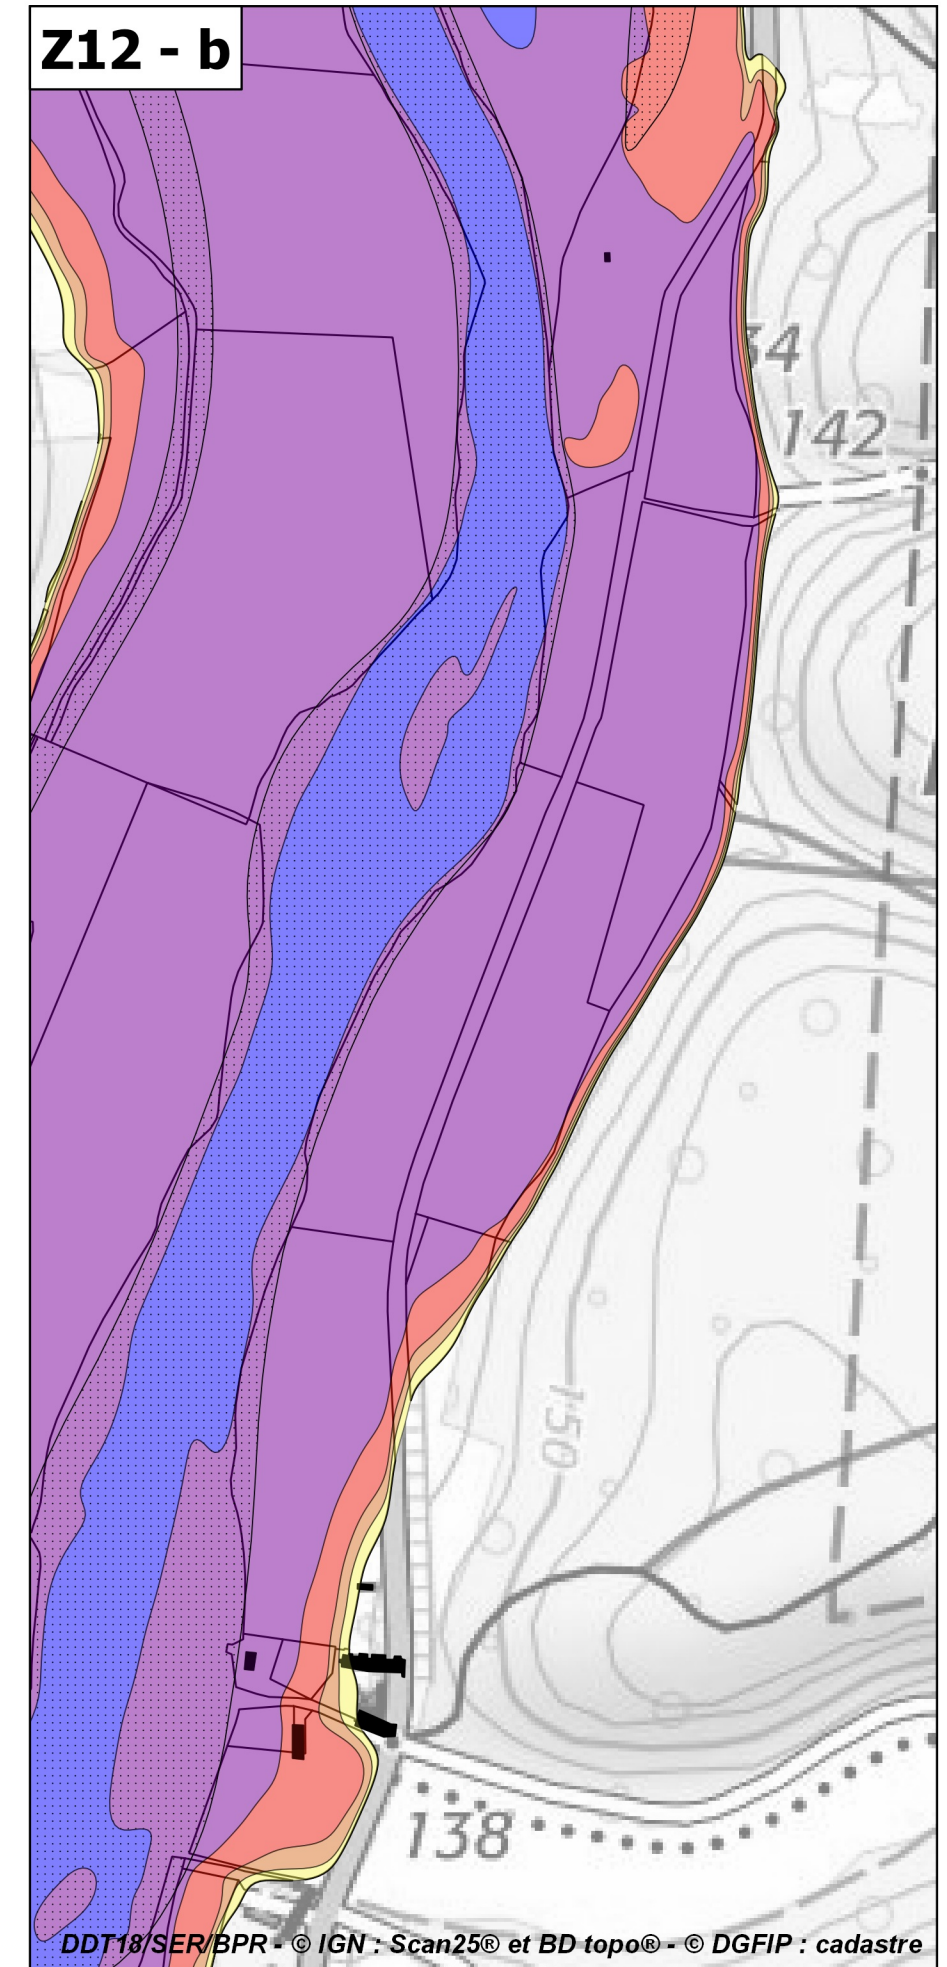 Z12 - b
142
150
138
DDT18/SER/BPR - © IGN : Scan25® et BD topo® - © DGFIP : cadastre